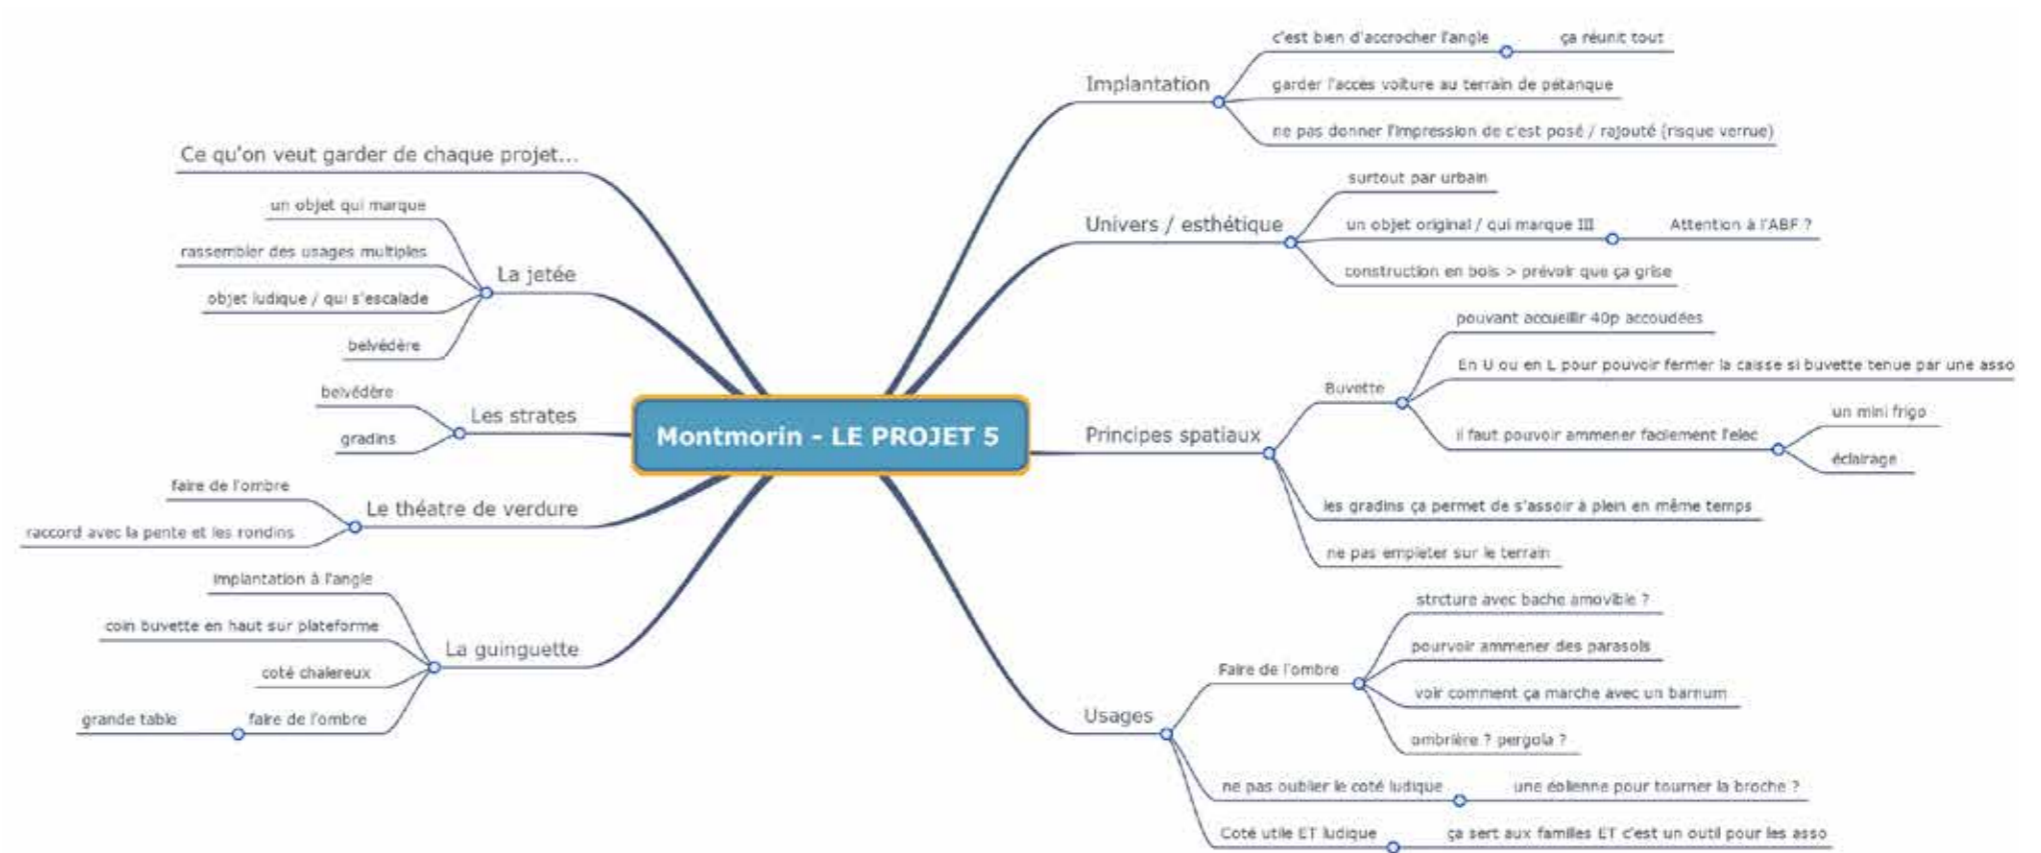 Montmorin - LE PROJET 5
Ce qu'on veut garder de chaque projet...
La jetée
un objet qui marque
rassembler des usages multiples
objet ludique / qui s'escalade
belvédère
Les strates
belvédère
gradins
Le théatre de verdure
faire de l'ombre
raccord avec la pente et les rondins
La guinguette
implantation à l'angle
coin buvette en haut sur plateforme
coté chalereux
faire de l'ombre
grande table
Implantation
c'est bien d'accrocher l'angle
ça réunit tout
garder l'accès voiture au terrain de pétanque
ne pas donner l'impression de c'est posé / rajouté (risque verrue)
Univers / esthétique
surtout par urbain
un objet original / qui marque !!!
Attention à l'ABF ?
construction en bois > prévoir que ça grise
Principes spatiaux
Buvette
pouvant accueillir 40p accoudées
En U ou en L pour pouvoir fermer la caisse si buvette tenue par une asso
il faut pouvoir ammener facilement l'elec
un mini frigo
éclairage
les gradins ça permet de s'assoir à plein en même temps
ne pas empieter sur le terrain
Usages
Faire de l'ombre
strcture avec bache amovible ?
pourvoir ammener des parasols
voir comment ça marche avec un barnum
ombrière ? pergola ?
ne pas oublier le coté ludique
une éolienne pour tourner la broche ?
Coté utile ET ludique
ça sert aux familles ET c'est un outil pour les asso